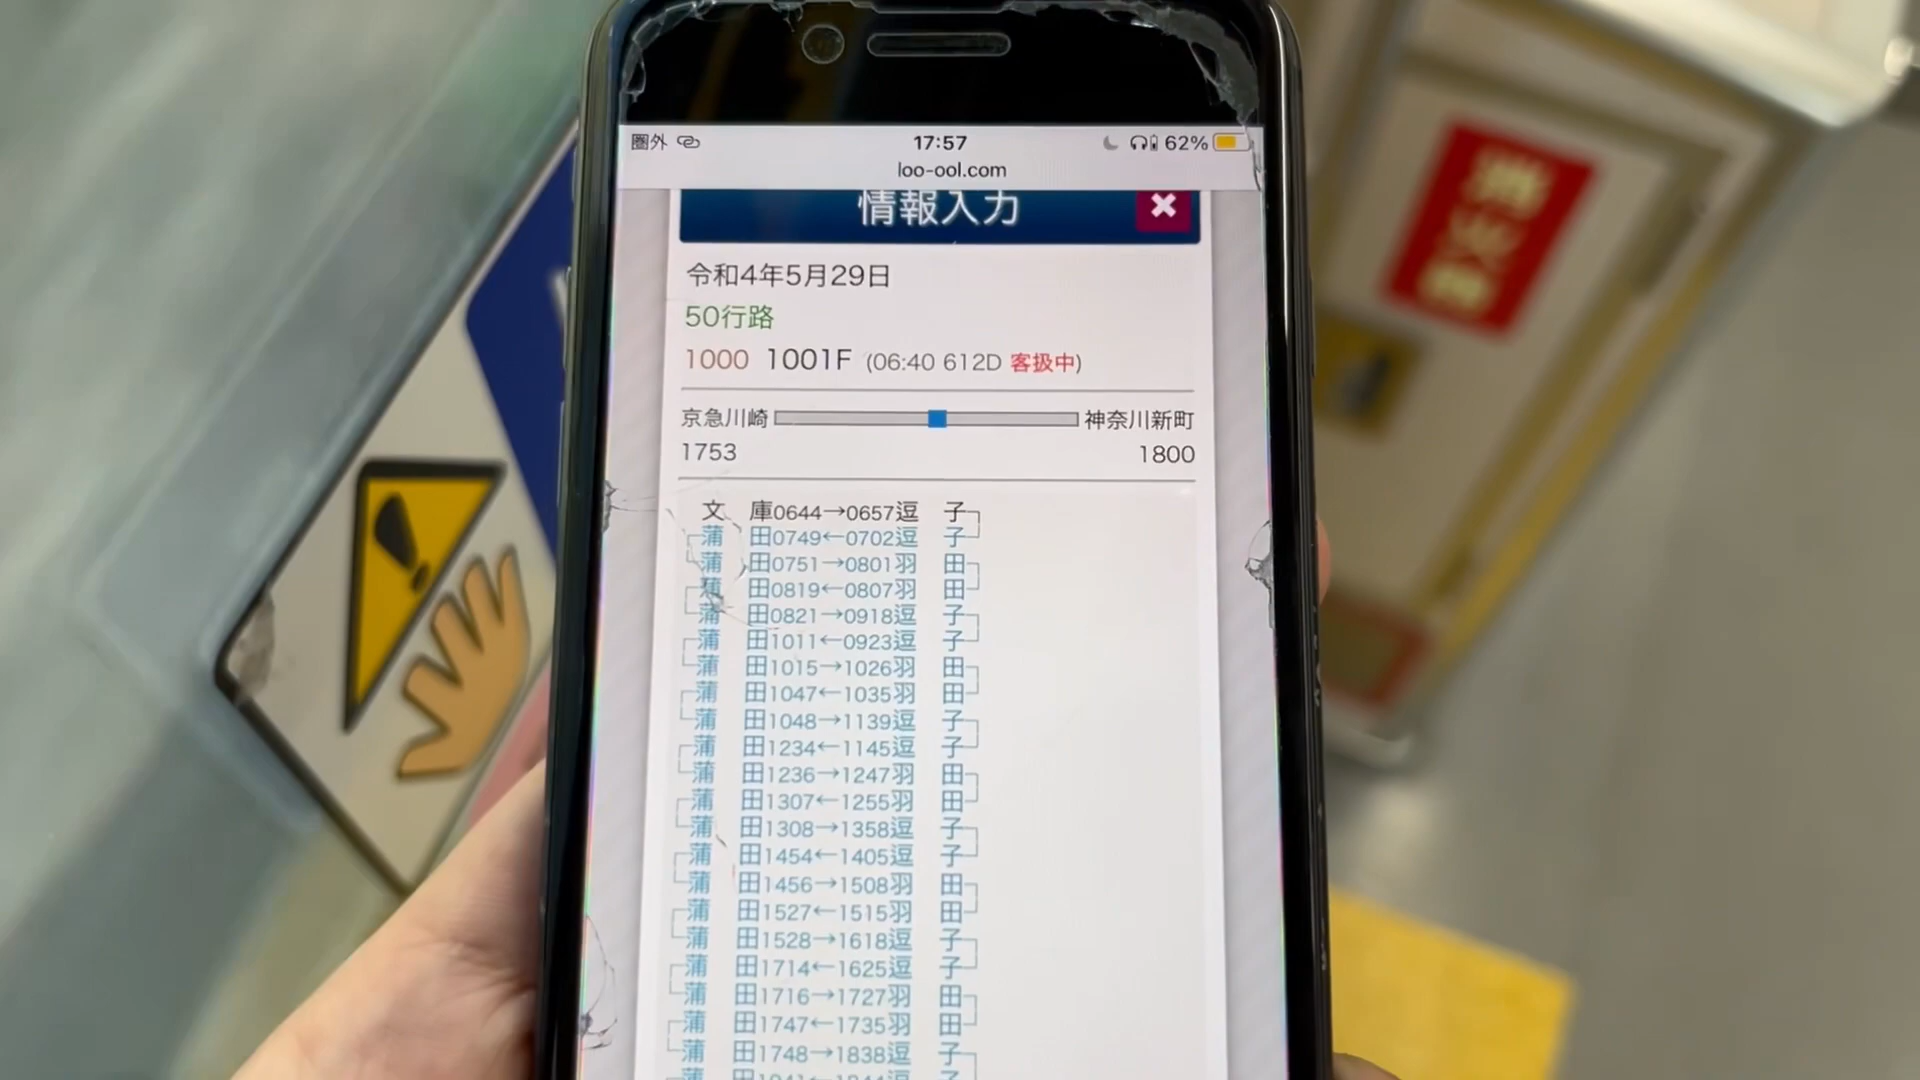 圏外 17:57 62%
loo-ool.com
情報入力
令和4年5月29日
50行路
1000 1001F (06:40 612D 客扱中)
京急川崎 神奈川新町
1753 1800
文 庫0644→0657逗 子
蒲 田0749←0702逗 子
蒲 田0751→0801羽 田
蒲 田0819←0807羽 田
蒲 田0821→0918逗 子
蒲 田1011←0923逗 子
蒲 田1015→1026羽 田
蒲 田1047←1035羽 田
蒲 田1048→1139逗 子
蒲 田1234←1145逗 子
蒲 田1236→1247羽 田
蒲 田1307←1255羽 田
蒲 田1308→1358逗 子
蒲 田1454←1405逗 子
蒲 田1456→1508羽 田
蒲 田1527←1515羽 田
蒲 田1528→1618逗 子
蒲 田1714←1625逗 子
蒲 田1716→1727羽 田
蒲 田1747←1735羽 田
蒲 田1748→1838逗 子
消火器